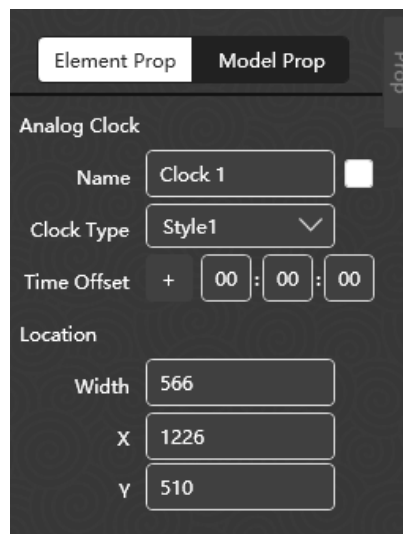 Element Prop Model Prop
Prop
Analog Clock
Name Clock 1
Clock Type Style1
Time Offset + 00 : 00 : 00
Location
Width 566
X 1226
Y 510